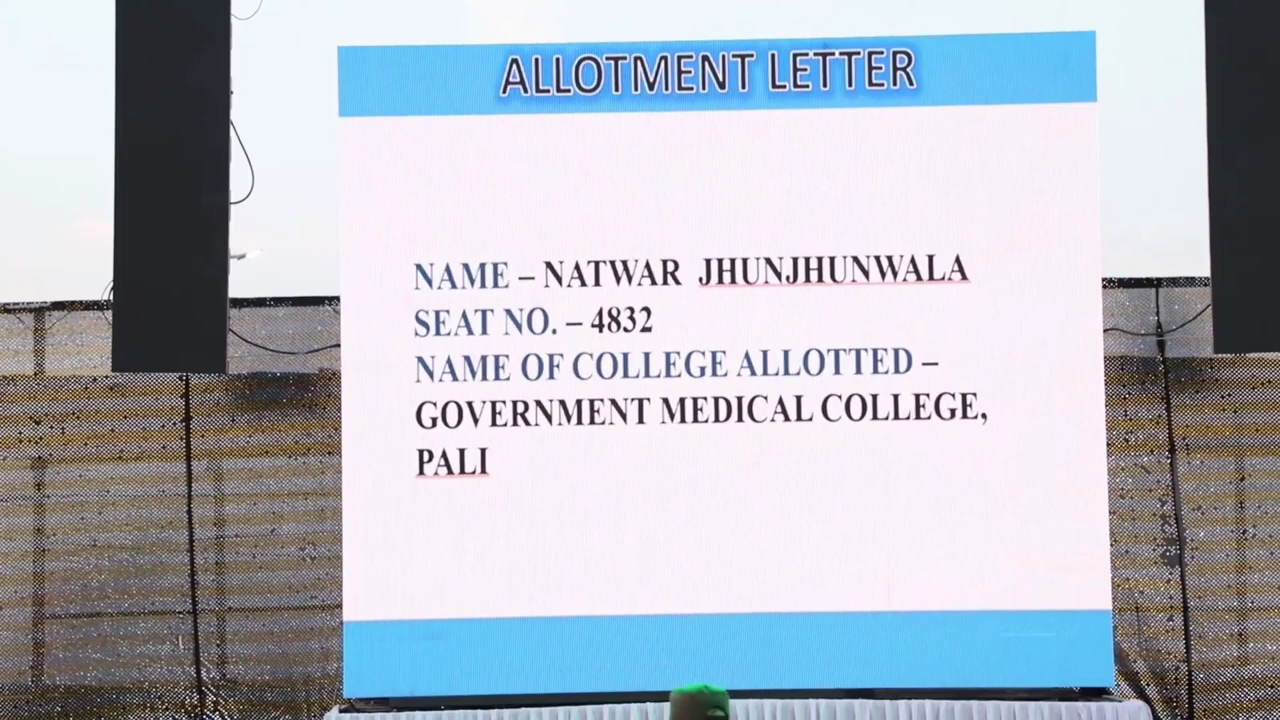 ALLOTMENT LETTER
NAME – NATWAR JHUNJHUNWALA
SEAT NO. – 4832
NAME OF COLLEGE ALLOTTED –
GOVERNMENT MEDICAL COLLEGE,
PALI